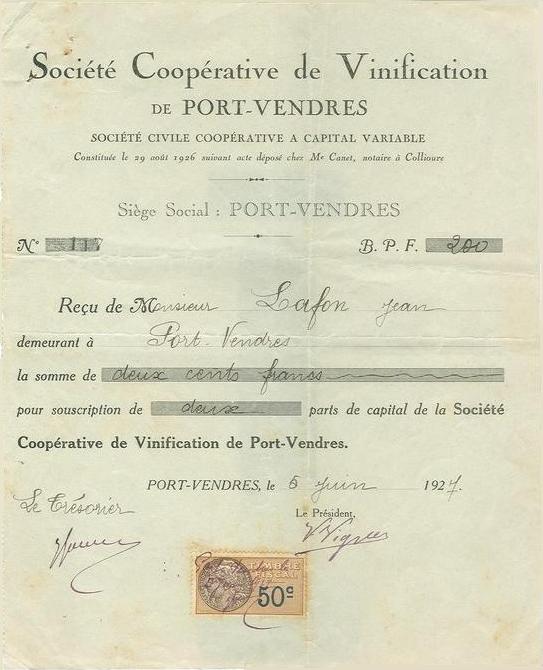 Société Coopérative de Vinification
DE PORT-VENDRES
SOCIÉTÉ CIVILE COOPÉRATIVE A CAPITAL VARIABLE
Constituée le 29 août 1926 suivant acte déposé chez Me Canet, notaire à Collioure
Siège Social : PORT-VENDRES
N° 117 B. P. F. 200
Reçu de Monsieur Lafon Jean
demeurant à Port-Vendres
la somme de deux cents francs
pour souscription de deux parts de capital de la Société
Coopérative de Vinification de Port-Vendres.
PORT-VENDRES, le 5 juin 1927.
Le Trésorier
Le Président,
TIMBRE
FISCAL
50c